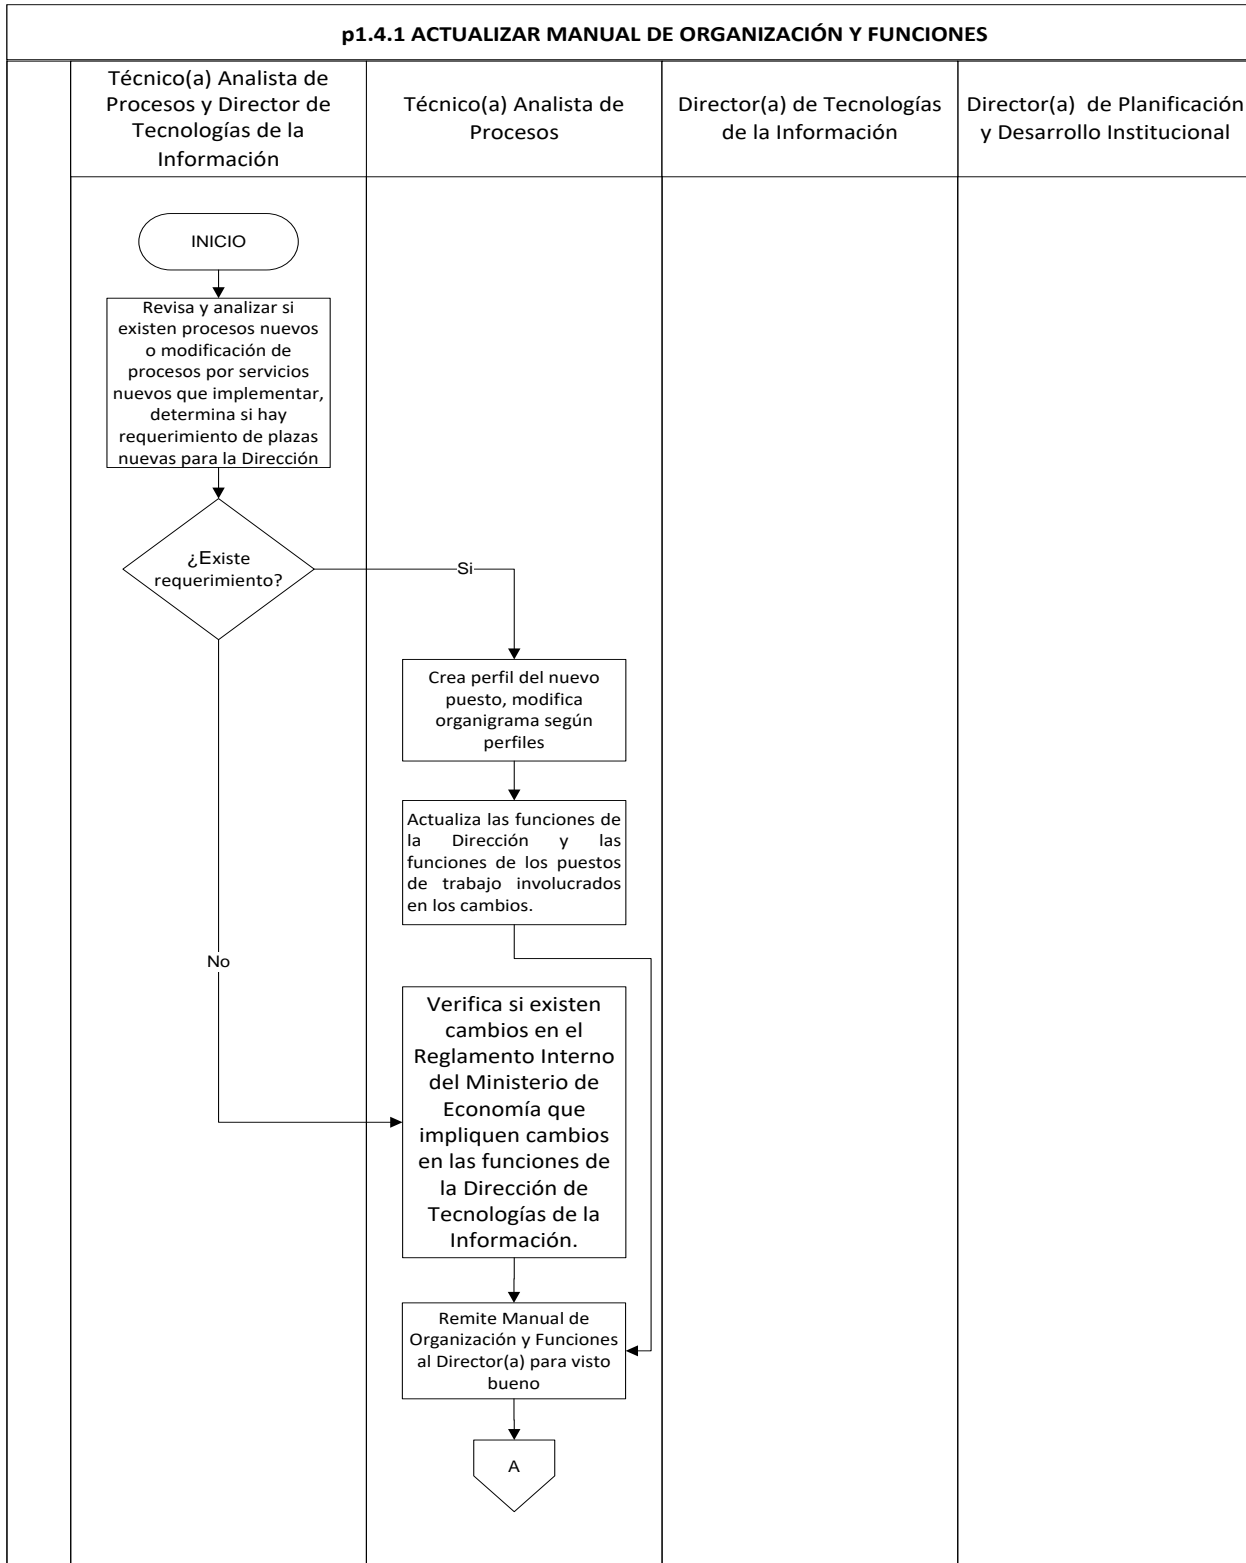 p1.4.1 ACTUALIZAR MANUAL DE ORGANIZACIÓN Y FUNCIONES
Técnico(a) Analista de
Procesos y Director de
Tecnologías de la
Información
Técnico(a) Analista de
Procesos
Director(a) de Tecnologías
de la Información
Director(a) de Planificación
y Desarrollo Institucional
INICIO
Revisa y analizar si
existen procesos nuevos
o modificación de
procesos por servicios
nuevos que implementar,
determina si hay
requerimiento de plazas
nuevas para la Dirección
¿Existe
requerimiento?
Si
Crea perfil del nuevo
puesto, modifica
organigrama según
perfiles
Actualiza las funciones de
la Dirección y las
funciones de los puestos
de trabajo involucrados
en los cambios.
No
Verifica si existen
cambios en el
Reglamento Interno
del Ministerio de
Economía que
impliquen cambios
en las funciones de
la Dirección de
Tecnologías de la
Información.
Remite Manual de
Organización y Funciones
al Director(a) para visto
bueno
A